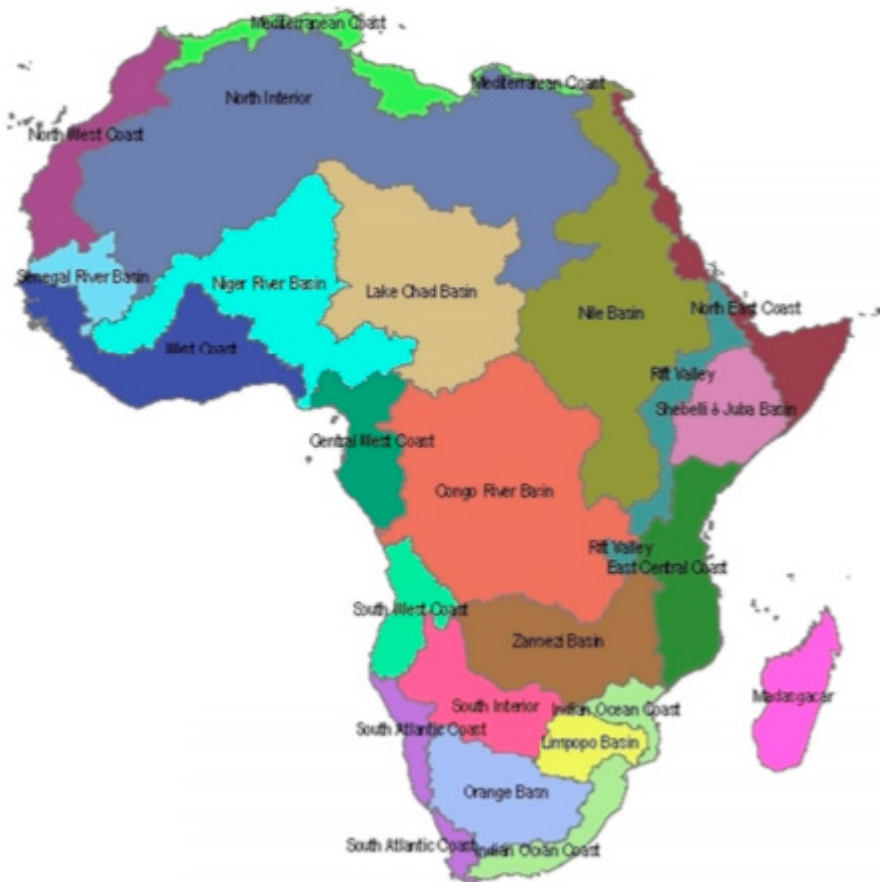 Mediterranean Coast
Mediterranean Coast
North Interior
North West Coast
Senegal River Basin
Niger River Basin
Lake Chad Basin
Nile Basin
North East Coast
West Coast
Rift Valley
Shebelli & Juba Basin
Central West Coast
Congo River Basin
Rift Valley
East Central Coast
South West Coast
Zamoezi Basin
Madagascar
South Interior
Indian Ocean Coast
South Atlantic Coast
Limpopo Basin
Orange Basin
South Atlantic Coast
Indian Ocean Coast